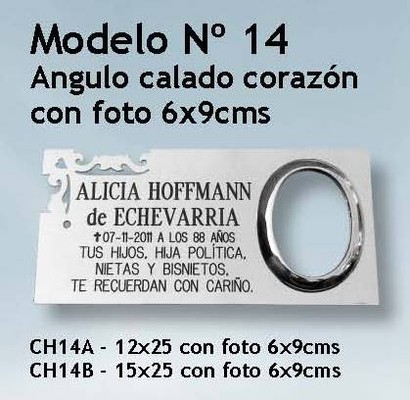 Modelo Nº 14
Angulo calado corazón
con foto 6x9cms
ALICIA HOFFMANN
de ECHEVARRIA
✝07-11-2011 A LOS 88 AÑOS
TUS HIJOS, HIJA POLÍTICA,
NIETAS Y BISNIETOS,
TE RECUERDAN CON CARIÑO.
CH14A - 12x25 con foto 6x9cms
CH14B - 15x25 con foto 6x9cms